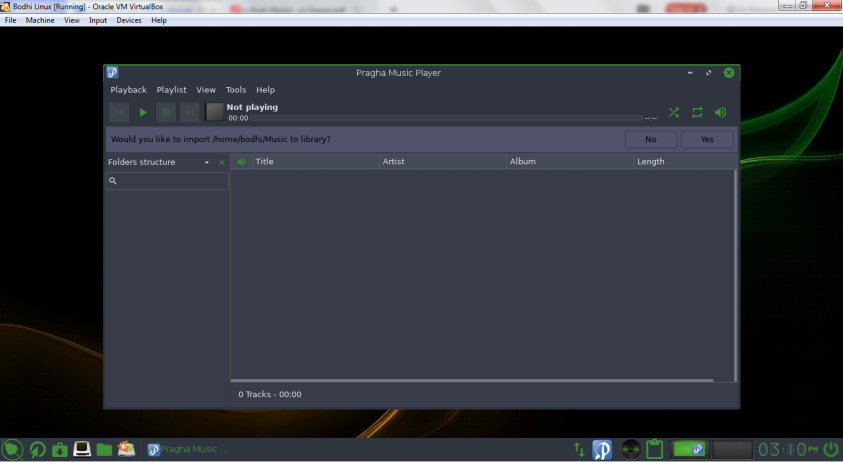 Bodhi Linux [Running] - Oracle VM VirtualBox
File Machine View Input Devices Help
Pragha Music Player
Playback Playlist View Tools Help
Not playing
00:00 --:--
Would you like to import /home/bodhi/Music to library? No Yes
Folders structure Title Artist Album Length
0 Tracks - 00:00
Pragha Music ... 03:10 PM